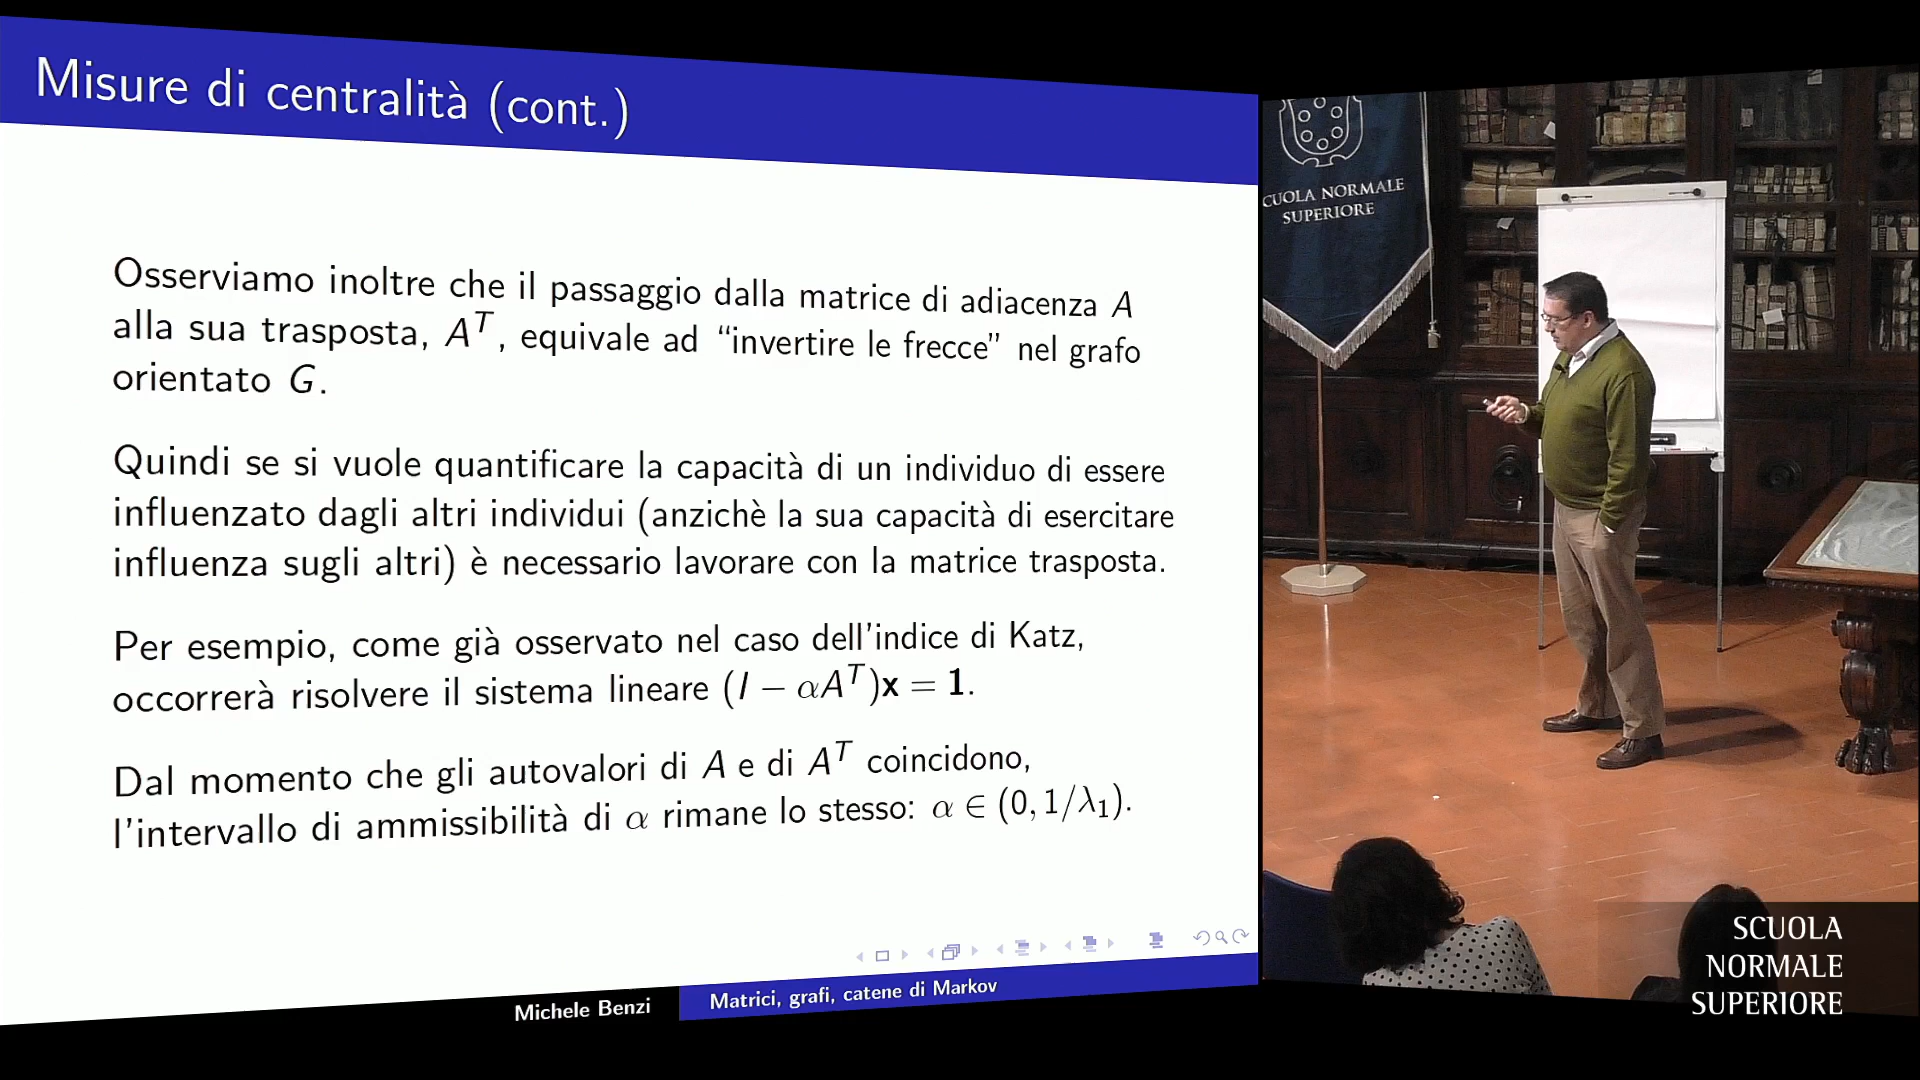 Misure di centralità (cont.)
Osserviamo inoltre che il passaggio dalla matrice di adiacenza A
alla sua trasposta, Aᵀ, equivale ad “invertire le frecce” nel grafo
orientato G.
Quindi se si vuole quantificare la capacità di un individuo di essere
influenzato dagli altri individui (anzichè la sua capacità di esercitare
influenza sugli altri) è necessario lavorare con la matrice trasposta.
Per esempio, come già osservato nel caso dell'indice di Katz,
occorrerà risolvere il sistema lineare (I − αAᵀ)x = 1.
Dal momento che gli autovalori di A e di Aᵀ coincidono,
l'intervallo di ammissibilità di α rimane lo stesso: α ∈ (0, 1/λ₁).
Michele Benzi
Matrici, grafi, catene di Markov
CUOLA NORMALE
SUPERIORE
SCUOLA
NORMALE
SUPERIORE